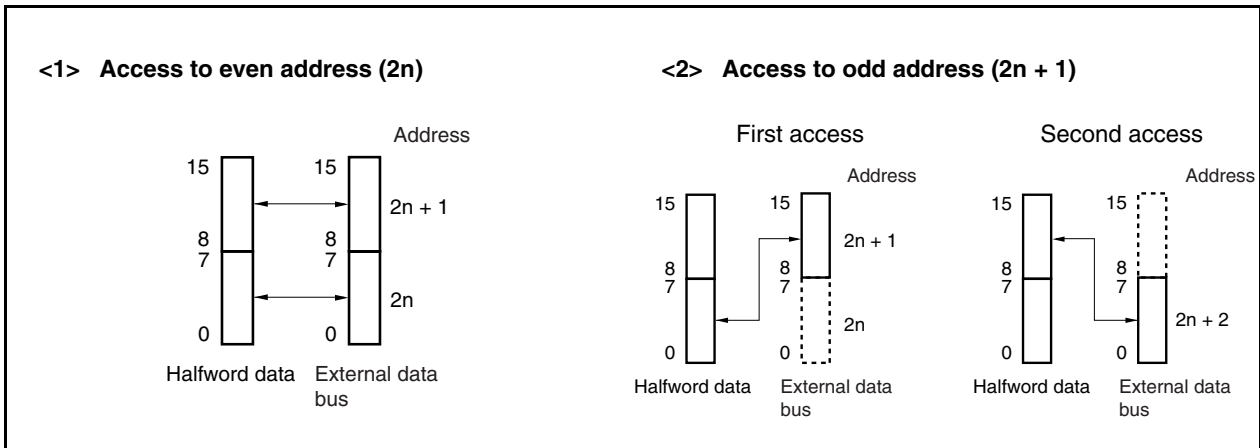 <1> Access to even address (2n)
Address
15
15
2n + 1
8
8
7
7
2n
0
0
Halfword data
External data
bus
<2> Access to odd address (2n + 1)
First access
Address
15
15
2n + 1
8
8
7
7
2n
0
0
Halfword data
External data
bus
Second access
Address
15
15
8
8
7
7
2n + 2
0
0
Halfword data
External data
bus